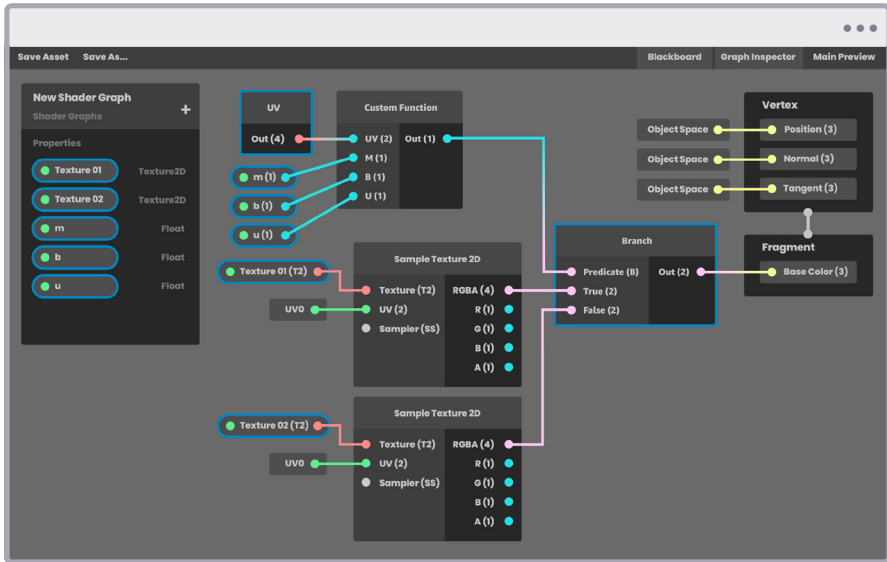 Save Asset Save As...
Blackboard Graph Inspector Main Preview
New Shader Graph
+
Shader Graphs
Properties
Texture 01 Texture2D
Texture 02 Texture2D
m Float
b Float
u Float
UV
Out (4)
m (1)
b (1)
u (1)
Custom Function
UV (2) Out (1)
M (1)
B (1)
U (1)
Texture 01 (T2)
UV0
Sample Texture 2D
Texture (T2) RGBA (4)
UV (2) R (1)
Sampler (SS) G (1)
B (1)
A (1)
Texture 02 (T2)
UV0
Sample Texture 2D
Texture (T2) RGBA (4)
UV (2) R (1)
Sampler (SS) G (1)
B (1)
A (1)
Branch
Predicate (B) Out (2)
True (2)
False (2)
Vertex
Object Space Position (3)
Object Space Normal (3)
Object Space Tangent (3)
Fragment
Base Color (3)